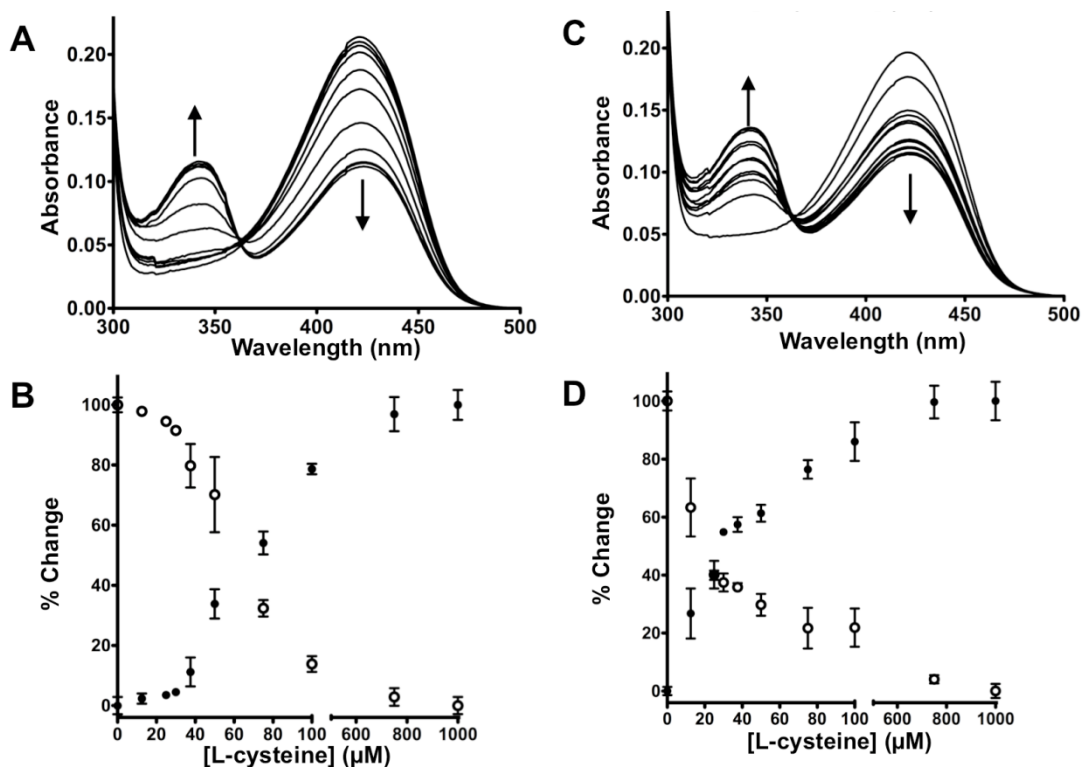 A
Absorbance
0.20
0.15
0.10
0.05
0.00
300 350 400 450 500
Wavelength (nm)
C
Absorbance
0.20
0.15
0.10
0.05
0.00
300 350 400 450 500
Wavelength (nm)
B
% Change
100
80
60
40
20
0
0 20 40 60 80 100 600 800 1000
[L-cysteine] (µM)
D
% Change
100
80
60
40
20
0
0 20 40 60 80 100 600 800 1000
[L-cysteine] (µM)